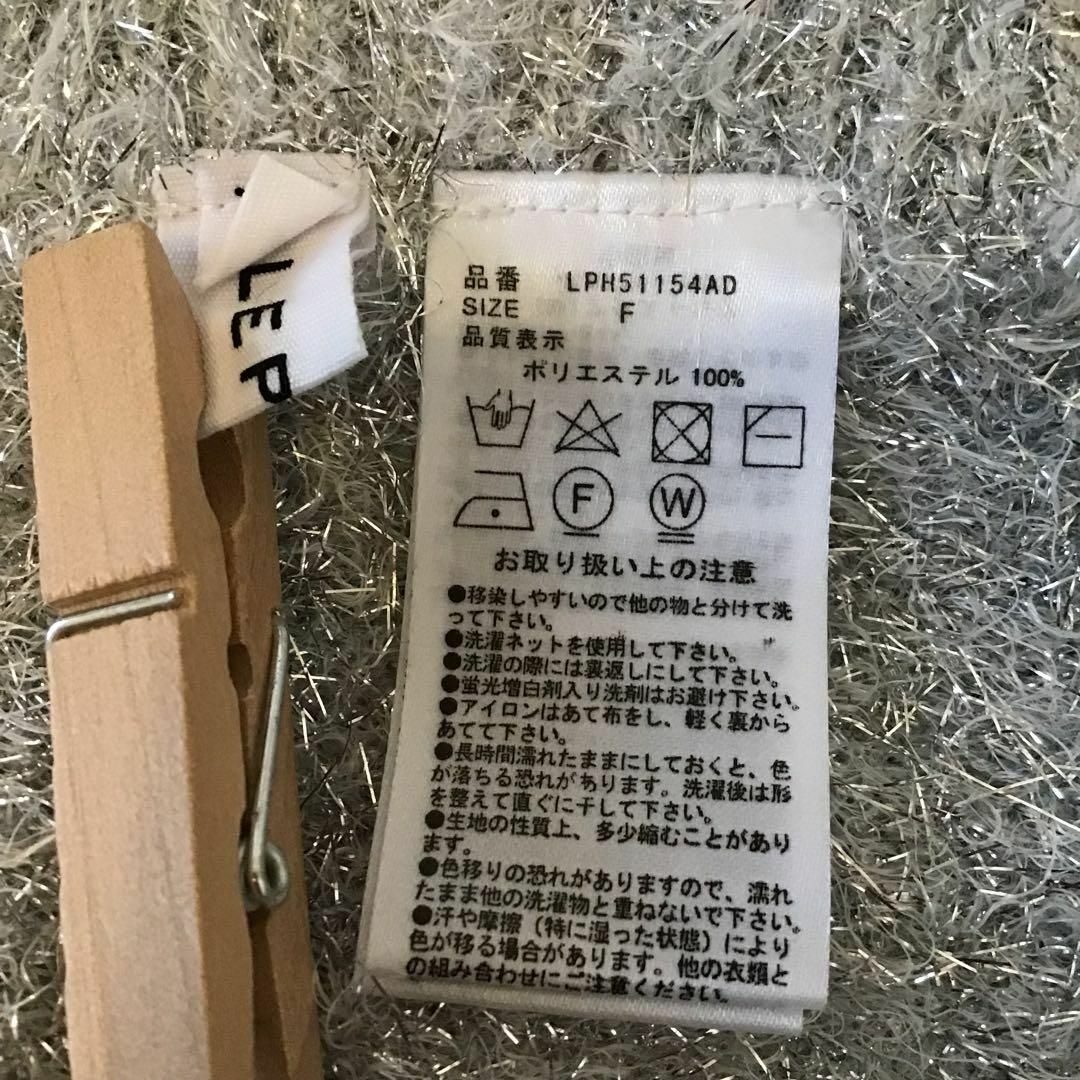 LEP
品番 LPH51154AD
SIZE F
品質表示
ポリエステル 100%
F W
お取り扱い上の注意
●移染しやすいので他の物と分けて洗
って下さい。
●洗濯ネットを使用して下さい。
●洗濯の際には裏返しにして下さい。
●蛍光増白剤入り洗剤はお避け下さい。
●アイロンはあて布をし、軽く裏から
あてて下さい。
●長時間濡れたままにしておくと、色
が落ちる恐れがあります。洗濯後は形
を整えて直ぐに干して下さい。
●生地の性質上、多少縮むことがあり
ます。
●色移りの恐れがありますので、濡れ
たまま他の洗濯物と重ねないで下さい。
●汗や摩擦（特に湿った状態）により
色が移る場合があります。他の衣類と
の組み合わせにご注意ください。